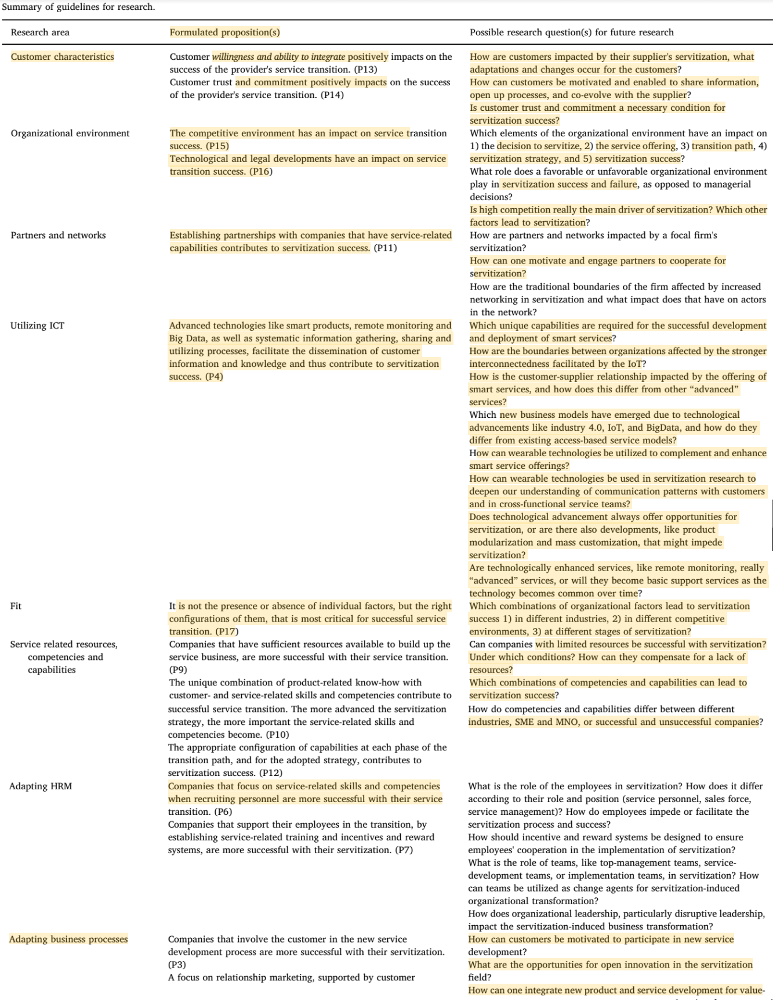 Summary of guidelines for research.
Research area
Formulated proposition(s)
Possible research question(s) for future research
Customer characteristics
Customer willingness and ability to integrate positively impacts on the
success of the provider's service transition. (P13)
Customer trust and commitment positively impacts on the success
of the provider's service transition. (P14)
How are customers impacted by their supplier's servitization, what
adaptations and changes occur for the customers?
How can customers be motivated and enabled to share information,
open up processes, and co-evolve with the supplier?
Is customer trust and commitment a necessary condition for
servitization success?
Organizational environment
The competitive environment has an impact on service transition
success. (P15)
Technological and legal developments have an impact on service
transition success. (P16)
Which elements of the organizational environment have an impact on
1) the decision to servitize, 2) the service offering, 3) transition path, 4)
servitization strategy, and 5) servitization success?
What role does a favorable or unfavorable organizational environment
play in servitization success and failure, as opposed to managerial
decisions?
Is high competition really the main driver of servitization? Which other
factors lead to servitization?
Partners and networks
Establishing partnerships with companies that have service-related
capabilities contributes to servitization success. (P11)
How are partners and networks impacted by a focal firm's
servitization?
How can one motivate and engage partners to cooperate for
servitization?
How are the traditional boundaries of the firm affected by increased
networking in servitization and what impact does that have on actors
in the network?
Utilizing ICT
Advanced technologies like smart products, remote monitoring and
Big Data, as well as systematic information gathering, sharing and
utilizing processes, facilitate the dissemination of customer
information and knowledge and thus contribute to servitization
success. (P4)
Which unique capabilities are required for the successful development
and deployment of smart services?
How are the boundaries between organizations affected by the stronger
interconnectedness facilitated by the IoT?
How is the customer-supplier relationship impacted by the offering of
smart services, and how does this differ from other “advanced”
services?
Which new business models have emerged due to technological
advancements like industry 4.0, IoT, and BigData, and how do they
differ from existing access-based service models?
How can wearable technologies be utilized to complement and enhance
smart service offerings?
How can wearable technologies be used in servitization research to
deepen our understanding of communication patterns with customers
and in cross-functional service teams?
Does technological advancement always offer opportunities for
servitization, or are there also developments, like product
modularization and mass customization, that might impede
servitization?
Are technologically enhanced services, like remote monitoring, really
“advanced” services, or will they become basic support services as the
technology becomes common over time?
Fit
It is not the presence or absence of individual factors, but the right
configurations of them, that is most critical for successful service
transition. (P17)
Which combinations of organizational factors lead to servitization
success 1) in different industries, 2) in different competitive
environments, 3) at different stages of servitization?
Service related resources,
competencies and
capabilities
Companies that have sufficient resources available to build up the
service business, are more successful with their service transition.
(P9)
The unique combination of product-related know-how with
customer- and service-related skills and competencies contribute to
successful service transition. The more advanced the servitization
strategy, the more important the service-related skills and
competencies become. (P10)
The appropriate configuration of capabilities at each phase of the
transition path, and for the adopted strategy, contributes to
servitization success. (P12)
Can companies with limited resources be successful with servitization?
Under which conditions? How can they compensate for a lack of
resources?
Which combinations of competencies and capabilities can lead to
servitization success?
How do competencies and capabilities differ between different
industries, SME and MNO, or successful and unsuccessful companies?
Adapting HRM
Companies that focus on service-related skills and competencies
when recruiting personnel are more successful with their service
transition. (P6)
Companies that support their employees in the transition, by
establishing service-related training and incentives and reward
systems, are more successful with their servitization. (P7)
What is the role of the employees in servitization? How does it differ
according to their role and position (service personnel, sales force,
service management)? How do employees impede or facilitate the
servitization process and success?
How should incentive and reward systems be designed to ensure
employees' cooperation in the implementation of servitization?
What is the role of teams, like top-management teams, service-
development teams, or implementation teams, in servitization? How
can teams be utilized as change agents for servitization-induced
organizational transformation?
How does organizational leadership, particularly disruptive leadership,
impact the servitization-induced business transformation?
Adapting business processes
Companies that involve the customer in the new service
development process are more successful with their servitization.
(P3)
A focus on relationship marketing, supported by customer
How can customers be motivated to participate in new service
development?
What are the opportunities for open innovation in the servitization
field?
How can one integrate new product and service development for value-